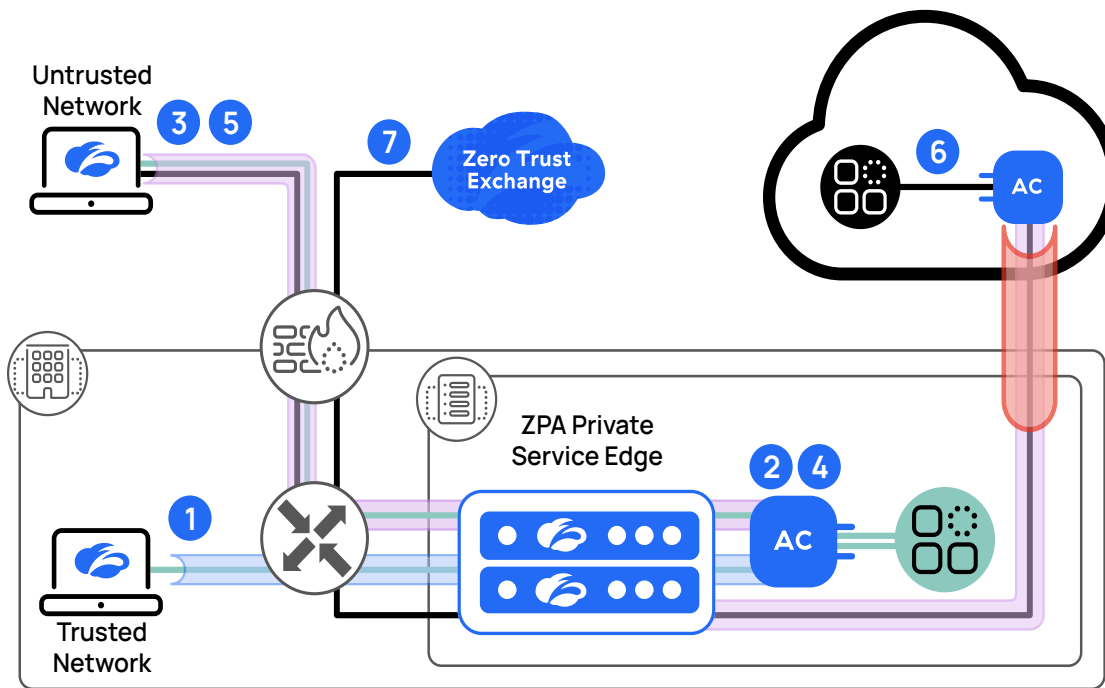 Untrusted
Network
3 5
7
Zero Trust
Exchange
6
AC
ZPA Private
Service Edge
2 4
1
AC
Trusted
Network